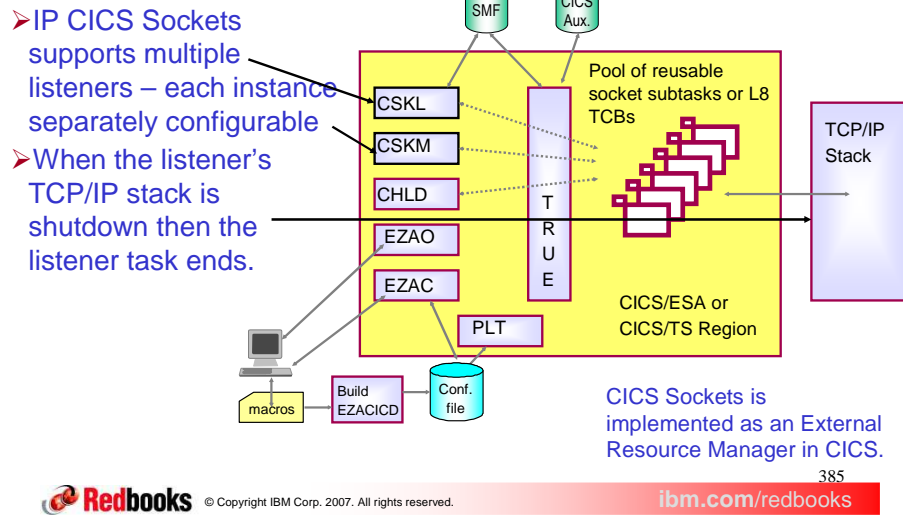 ➢IP CICS Sockets
supports multiple
listeners – each instance
separately configurable
➢When the listener's
TCP/IP stack is
shutdown then the
listener task ends.
SMF
CICS
Aux.
CSKL
CSKM
CHLD
EZAO
EZAC
PLT
T
R
U
E
Pool of reusable
socket subtasks or L8
TCBs
TCP/IP
Stack
CICS/ESA or
CICS/TS Region
macros
Build
EZACICD
Conf.
file
CICS Sockets is
implemented as an External
Resource Manager in CICS.
385
Redbooks © Copyright IBM Corp. 2007. All rights reserved. ibm.com/redbooks